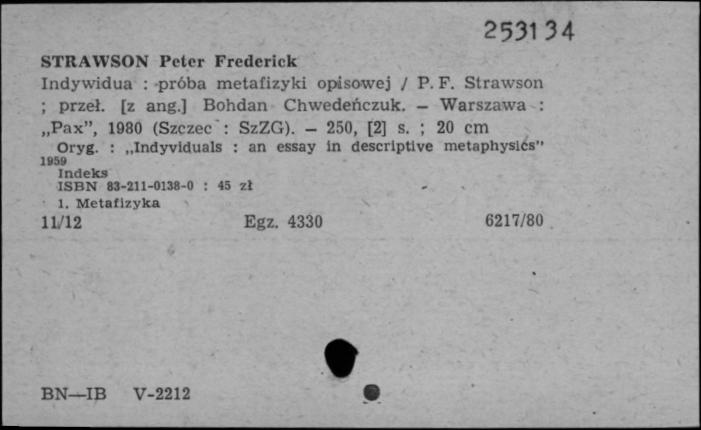 253134
STRAWSON Peter Frederick
Indywidua : próba metafizyki opisowej / P. F. Strawson
; przeł. [z ang.] Bohdan Chwedeńczuk. — Warszawa :
„Pax”, 1980 (Szczec : SzZG). — 250, [2] s. ; 20 cm
Oryg. : „Indyviduals : an essay in descriptive metaphysics”
1959
Indeks
ISBN 83-211-0138-0 : 45 zł
1. Metafizyka
11/12 Egz. 4330 6217/80
BN—IB V-2212